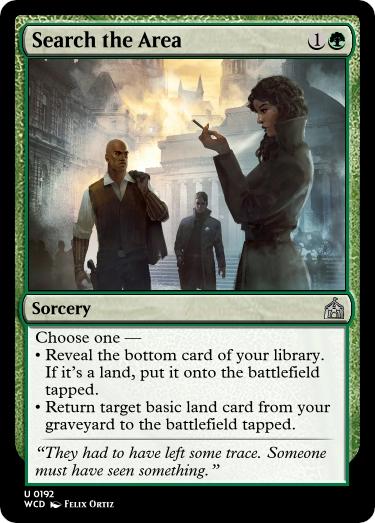 Search the Area 1
Sorcery
Choose one —
• Reveal the bottom card of your library.
If it's a land, put it onto the battlefield
tapped.
• Return target basic land card from your
graveyard to the battlefield tapped.
“They had to have left some trace. Someone
must have seen something.”
U 0192
WCD Felix Ortiz